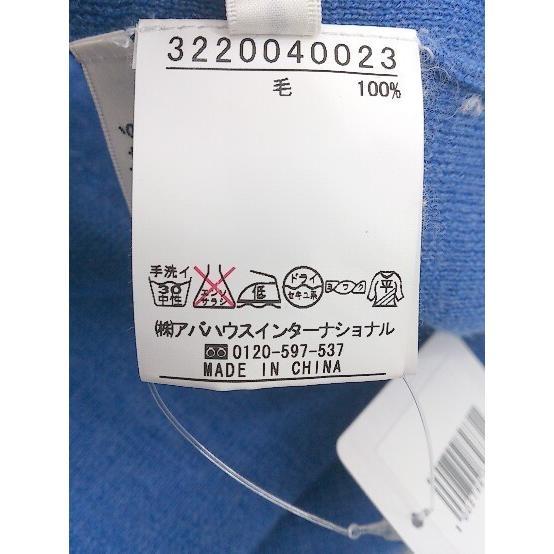 3220040023
毛 100%
手洗イ
30
中性
エンソ
サラシ
低
ドライ
セキユ系
ヨワク
平
㈱アバハウスインターナショナル
0120-597-537
MADE IN CHINA